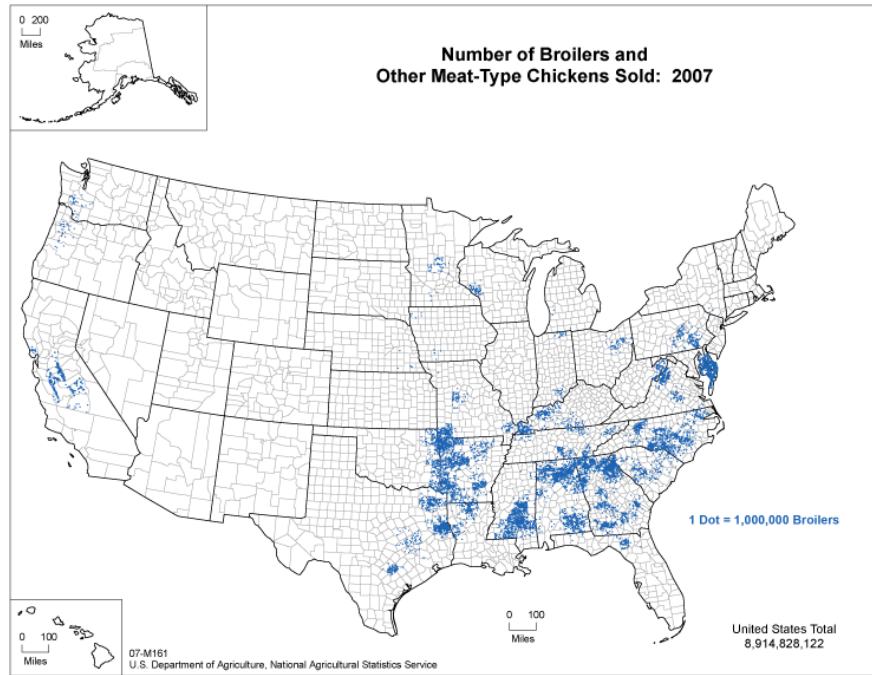 0 200
Miles
Number of Broilers and
Other Meat-Type Chickens Sold: 2007
1 Dot = 1,000,000 Broilers
0 100
Miles
0 100
Miles
United States Total
8,914,828,122
07-M161
U.S. Department of Agriculture, National Agricultural Statistics Service